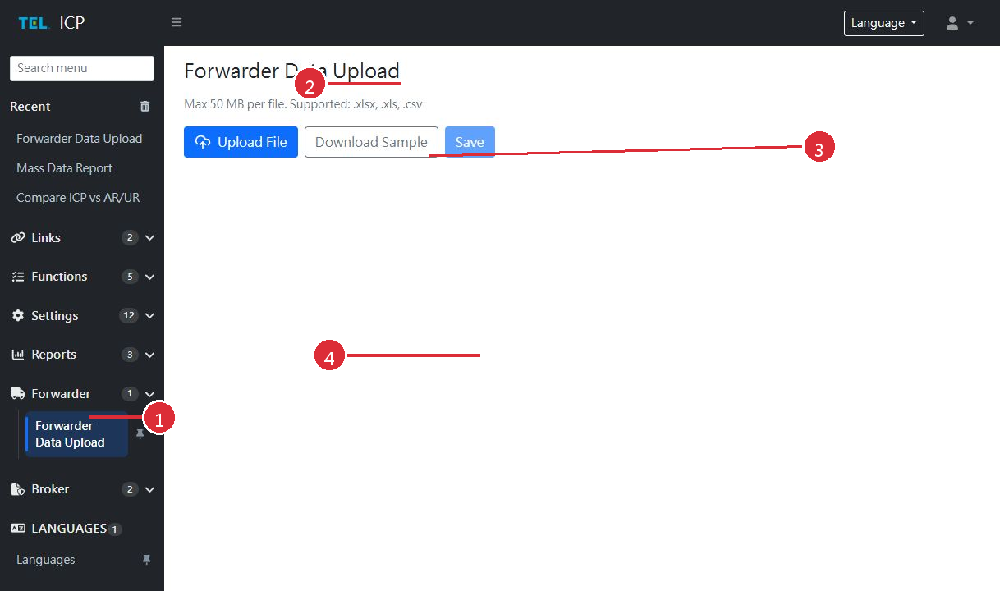 TEL ICP
Language
Search menu
Recent
Forwarder Data Upload
Mass Data Report
Compare ICP vs AR/UR
Links 2
Functions 5
Settings 12
Reports 3
Forwarder 1
Forwarder
Data Upload
Broker 2
LANGUAGES 1
Languages
Forwarder Data Upload
2
Max 50 MB per file. Supported: .xlsx, .xls, .csv
Upload File
Download Sample
Save
3
4
1